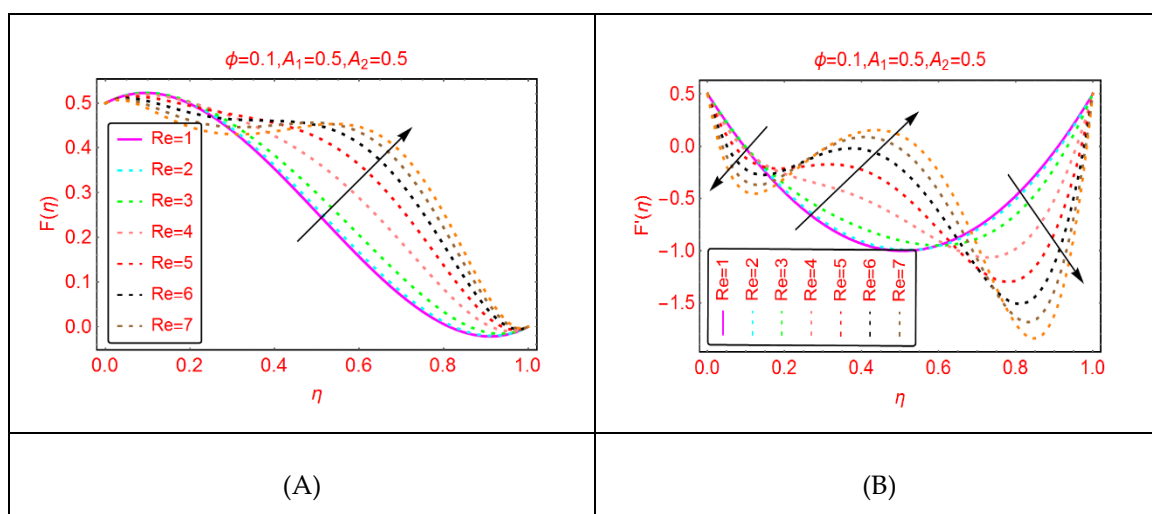 ϕ=0.1,A₁=0.5,A₂=0.5
F(η)
0.5
0.4
0.3
0.2
0.1
0.0
Re=1
Re=2
Re=3
Re=4
Re=5
Re=6
Re=7
0.0 0.2 0.4 0.6 0.8 1.0
η
ϕ=0.1,A₁=0.5,A₂=0.5
F'(η)
0.5
0.0
−0.5
−1.0
−1.5
Re=1
Re=2
Re=3
Re=4
Re=5
Re=6
Re=7
0.0 0.2 0.4 0.6 0.8 1.0
η
(A)
(B)